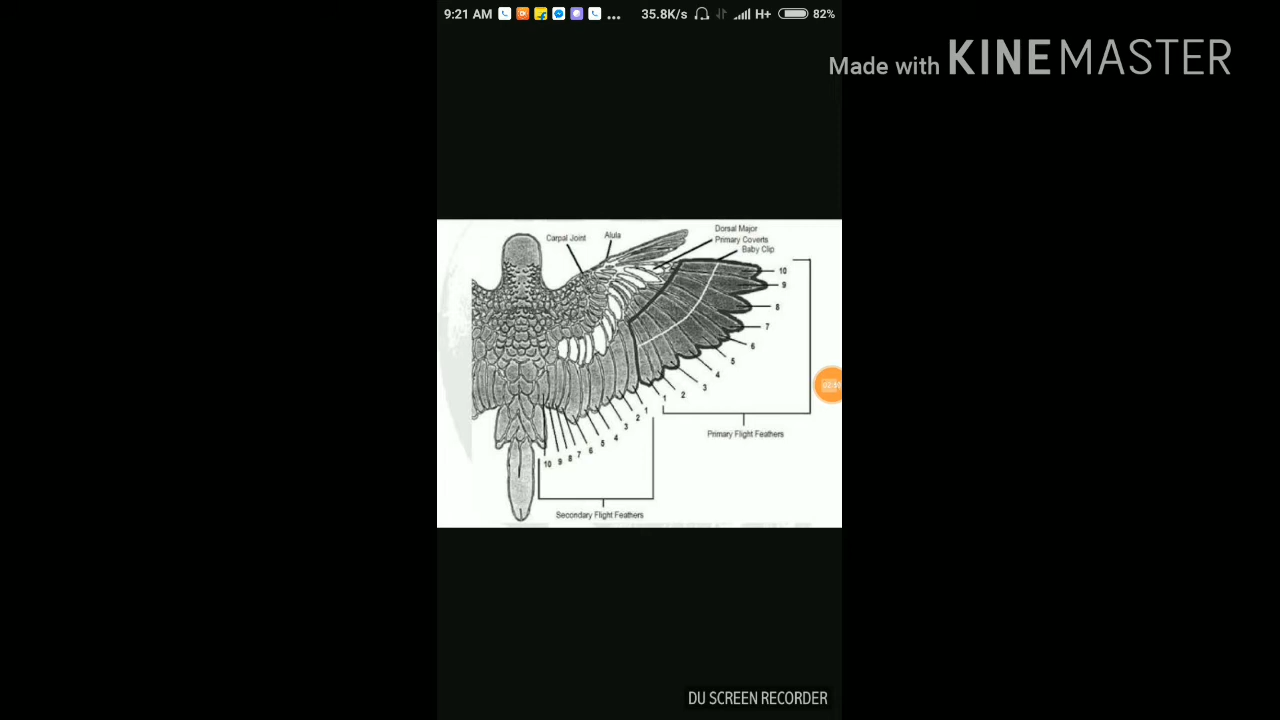 9:21 AM ... 35.8K/s H+ 82%
Made with KINEMASTER
Carpal Joint
Alula
Dorsal Major
Primary Coverts
Baby Clip
10
9
8
7
6
5
4
3
2
1
Primary Flight Feathers
1
2
3
4
5
6
7
8
9
10
Secondary Flight Feathers
DU SCREEN RECORDER